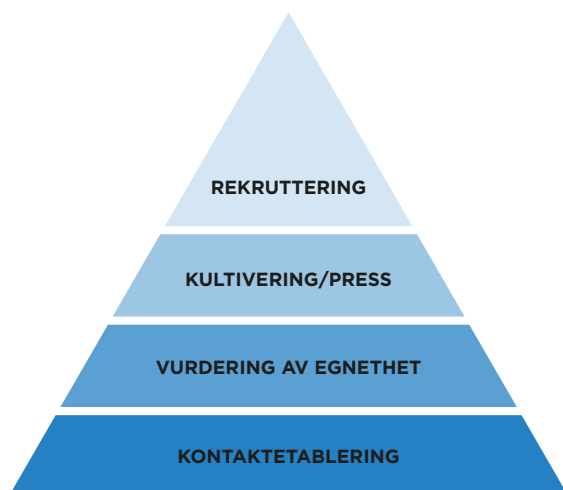 REKRUTTERING
KULTIVERING/PRESS
VURDERING AV EGNETHET
KONTAKTETABLERING